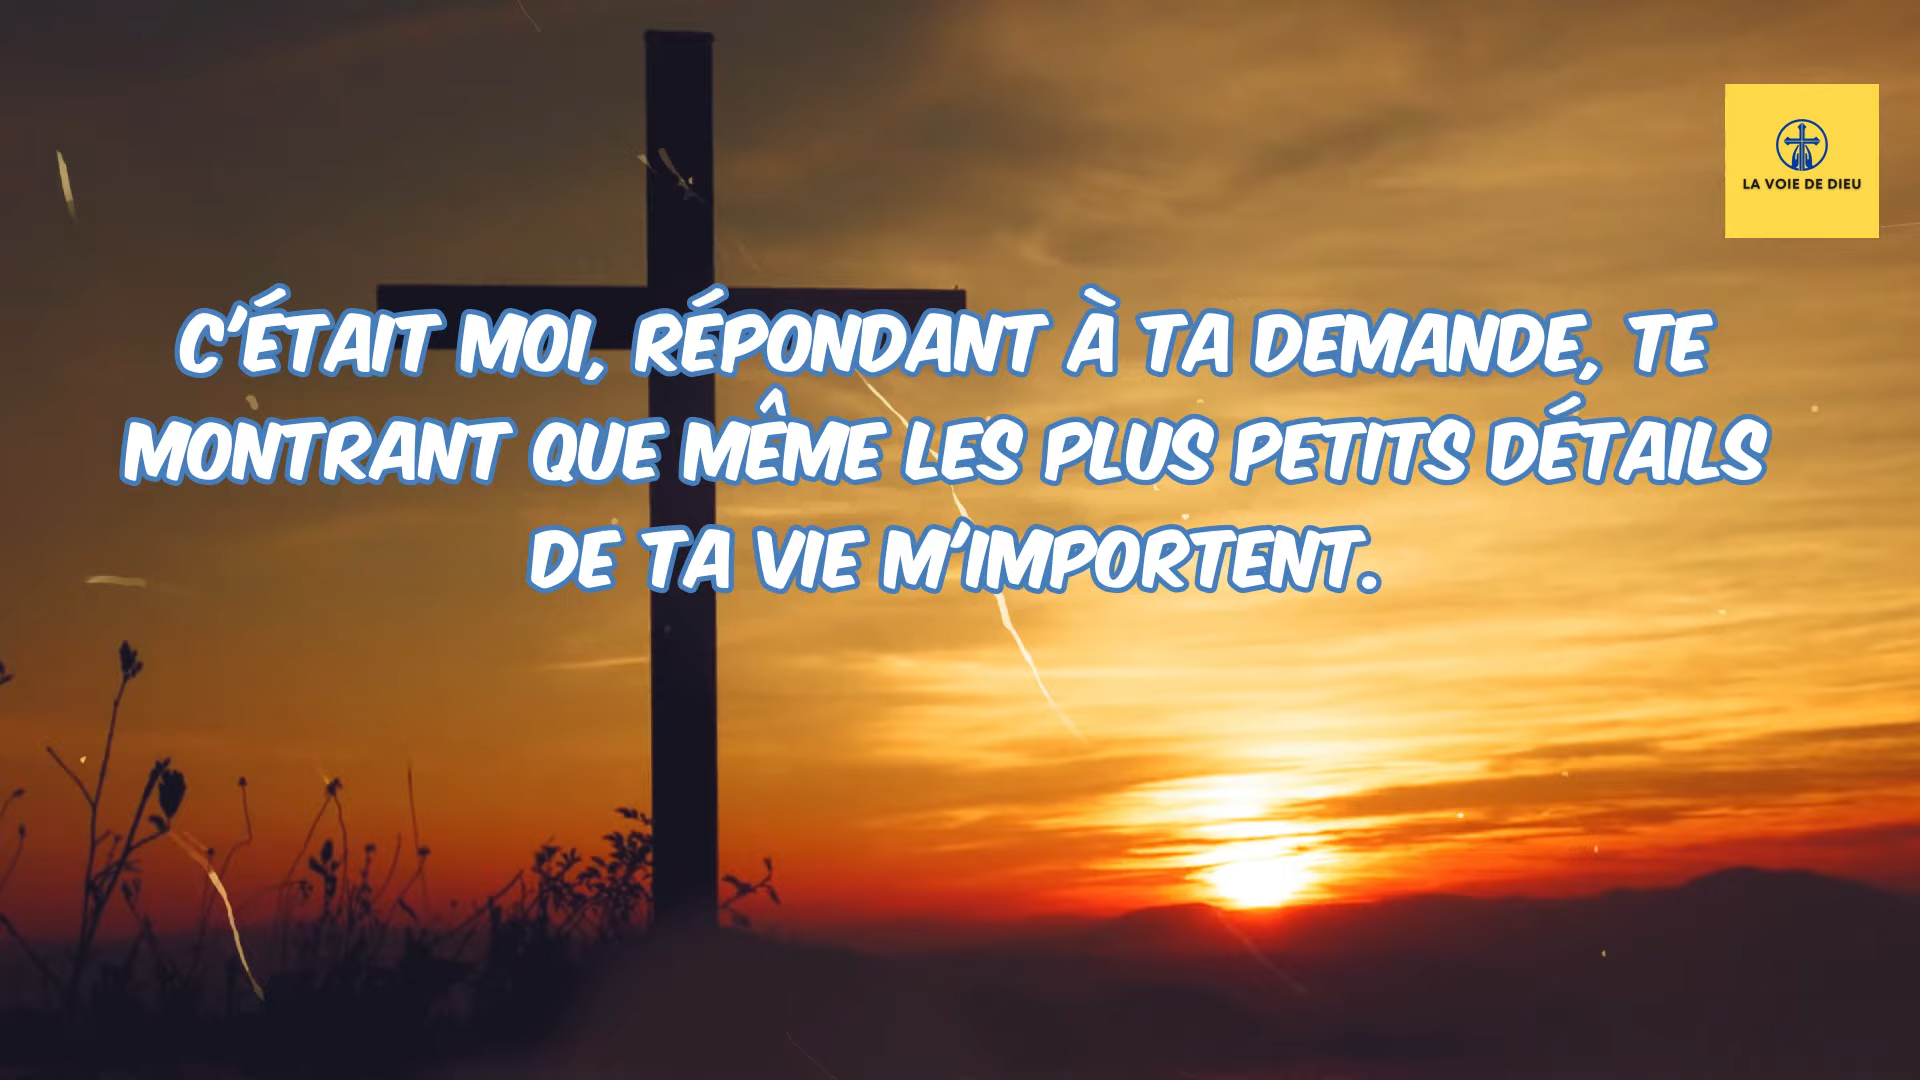 LA VOIE DE DIEU
C'ÉTAIT MOI, RÉPONDANT À TA DEMANDE, TE
MONTRANT QUE MÊME LES PLUS PETITS DÉTAILS
DE TA VIE M'IMPORTENT.